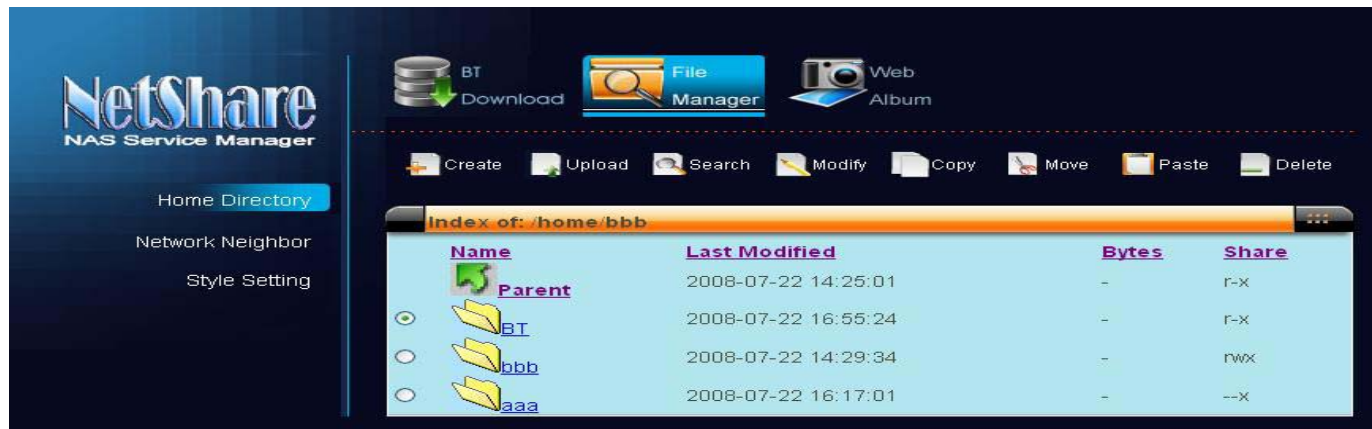 NetShare
NAS Service Manager
Home Directory
Network Neighbor
Style Setting
BT
Download
File
Manager
Web
Album
Create Upload Search Modify Copy Move Paste Delete
Index of: /home/bbb
Name Last Modified Bytes Share
Parent 2008-07-22 14:25:01 - r-x
BT 2008-07-22 16:55:24 - r-x
bbb 2008-07-22 14:29:34 - rwx
aaa 2008-07-22 16:17:01 - --x